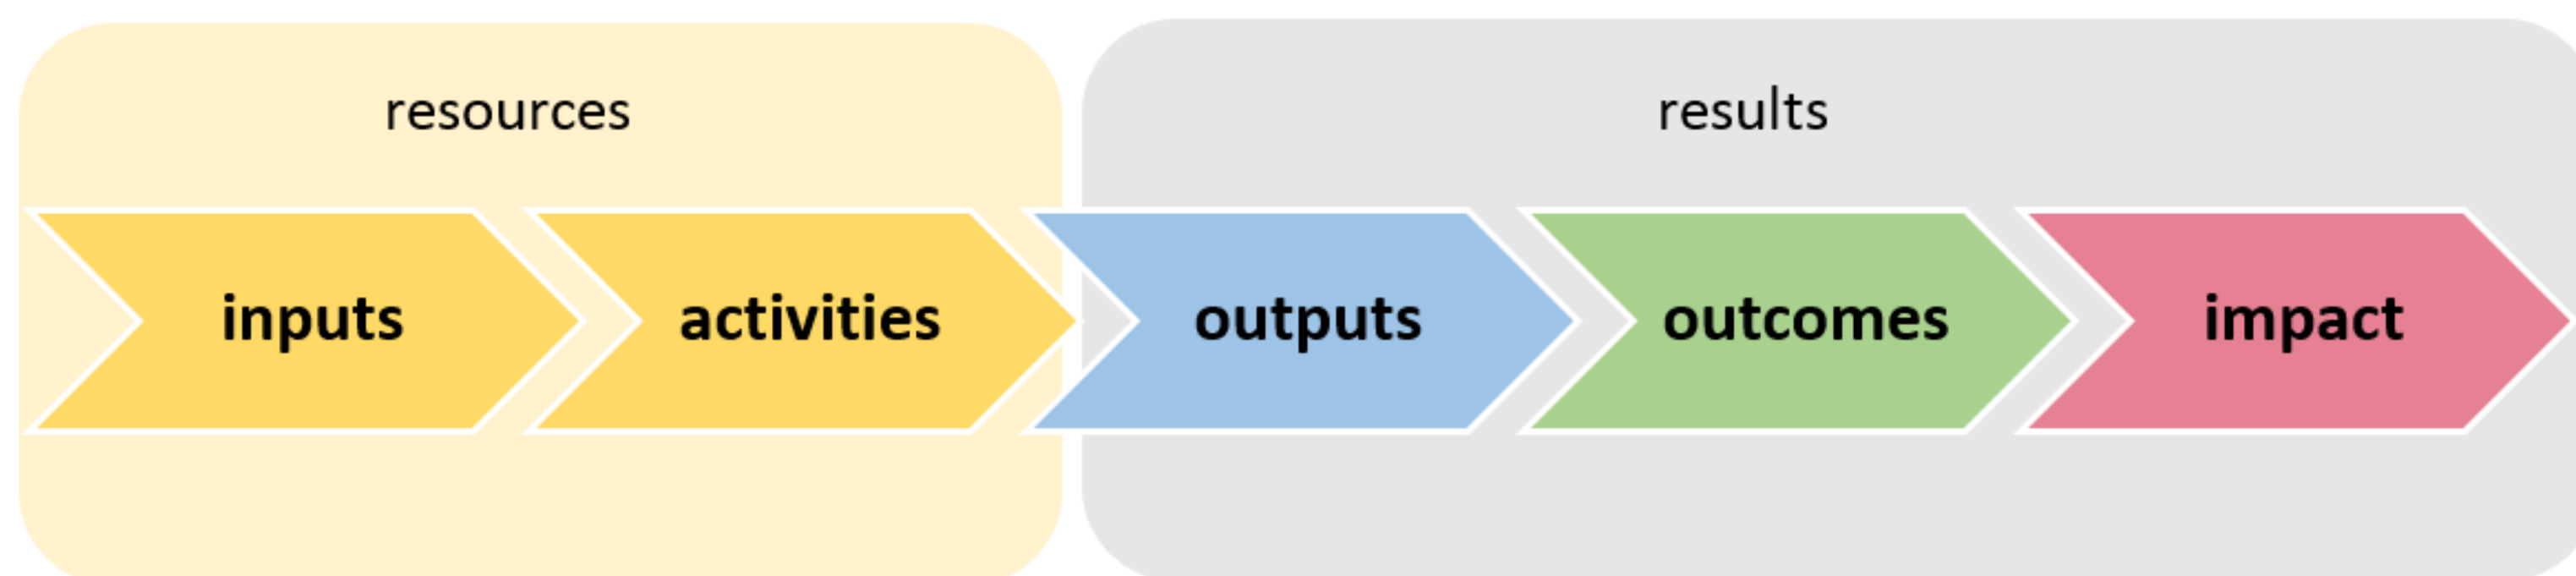 resources
results
inputs
activities
outputs
outcomes
impact